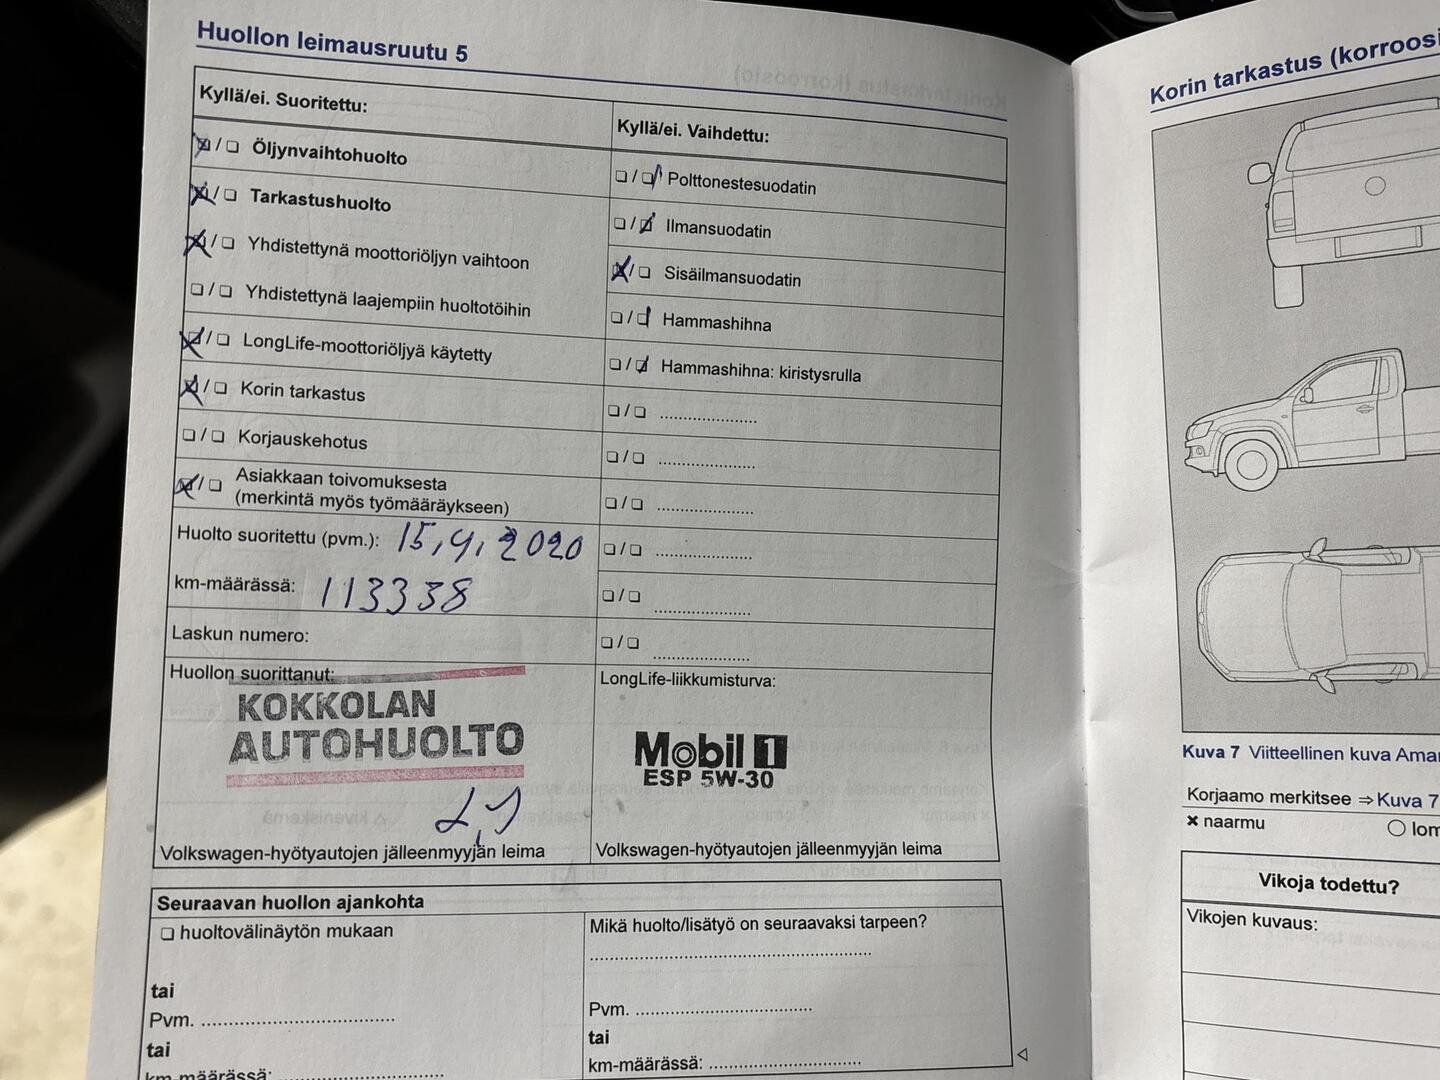 Huollon leimausruutu 5
Kyllä/ei. Suoritettu:
Öljynvaihtohuolto
Tarkastushuolto
Yhdistettynä moottoriöljyn vaihtoon
Yhdistettynä laajempiin huoltotöihin
LongLife-moottoriöljyä käytetty
Korin tarkastus
Korjauskehotus
Asiakkaan toivomuksesta
(merkintä myös työmääräykseen)
Huolto suoritettu (pvm.): 15,9,2020
km-määrässä: 113338
Laskun numero:
Huollon suorittanut:
KOKKOLAN
AUTOHUOLTO
Volkswagen-hyötyautojen jälleenmyyjän leima
Kyllä/ei. Vaihdettu:
Polttonestesuodatin
Ilmansuodatin
Sisäilmansuodatin
Hammashihna
Hammashihna: kiristysrulla
LongLife-liikkumisturva:
Mobil 1
ESP 5W-30
Volkswagen-hyötyautojen jälleenmyyjän leima
Seuraavan huollon ajankohta
huoltovälinäytön mukaan
tai
Pvm.
tai
km-määrässä:
Mikä huolto/lisätyö on seuraavaksi tarpeen?
Pvm.
tai
km-määrässä:
Korin tarkastus (korroosi
Kuva 7 Viitteellinen kuva Amar
Korjaamo merkitsee ⇒ Kuva 7
× naarmu
○ lom
Vikoja todettu?
Vikojen kuvaus: